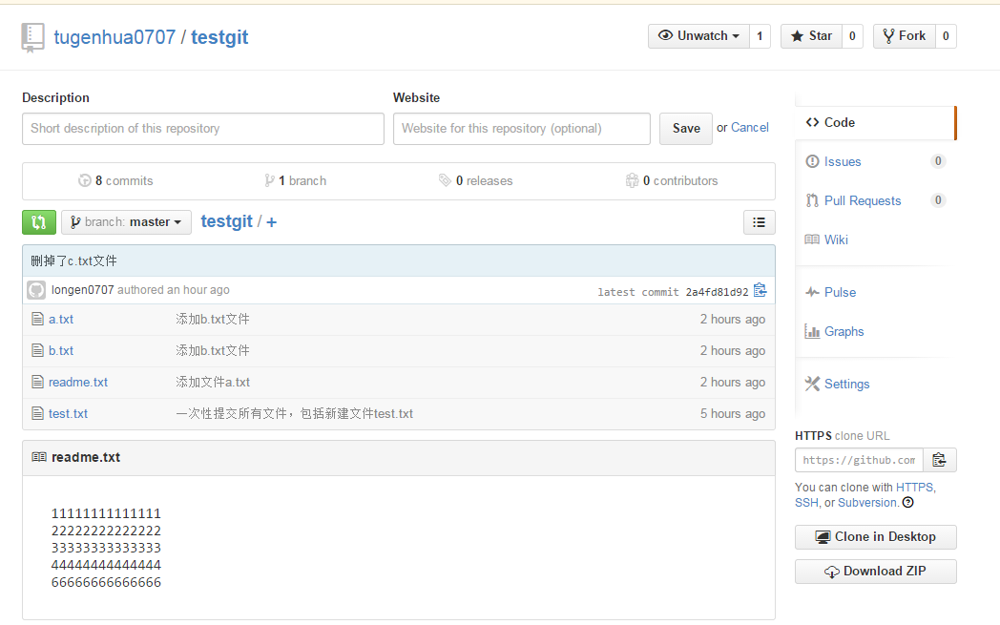 tugenhua0707 / testgit
Unwatch 1 Star 0 Fork 0
Description Website
Short description of this repository Website for this repository (optional) Save or Cancel
8 commits 1 branch 0 releases 0 contributors
branch: master testgit / +
删掉了c.txt文件
longen0707 authored an hour ago latest commit 2a4fd81d92
a.txt 添加b.txt文件 2 hours ago
b.txt 添加b.txt文件 2 hours ago
readme.txt 添加文件a.txt 2 hours ago
test.txt 一次性提交所有文件，包括新建文件test.txt 5 hours ago
readme.txt
11111111111111
22222222222222
33333333333333
44444444444444
66666666666666
Code
Issues 0
Pull Requests 0
Wiki
Pulse
Graphs
Settings
HTTPS clone URL
https://github.com
You can clone with HTTPS,
SSH, or Subversion.
Clone in Desktop
Download ZIP